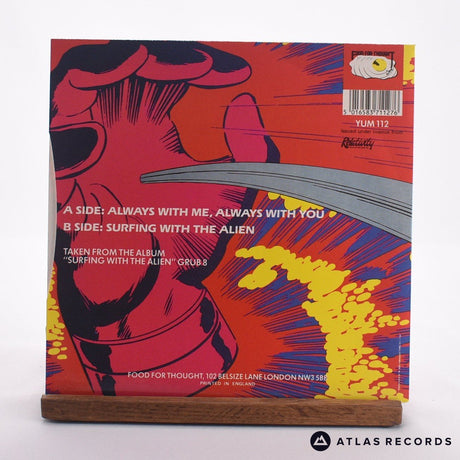 FOOD FOR THOUGHT
5016583711276
YUM 112
Issued under licence from
Relativity
A SIDE: ALWAYS WITH ME, ALWAYS WITH YOU
B SIDE: SURFING WITH THE ALIEN
TAKEN FROM THE ALBUM
"SURFING WITH THE ALIEN" GRUB 8
FOOD FOR THOUGHT, 102 BELSIZE LANE LONDON NW3 5BB
PRINTED IN ENGLAND
ATLAS RECORDS